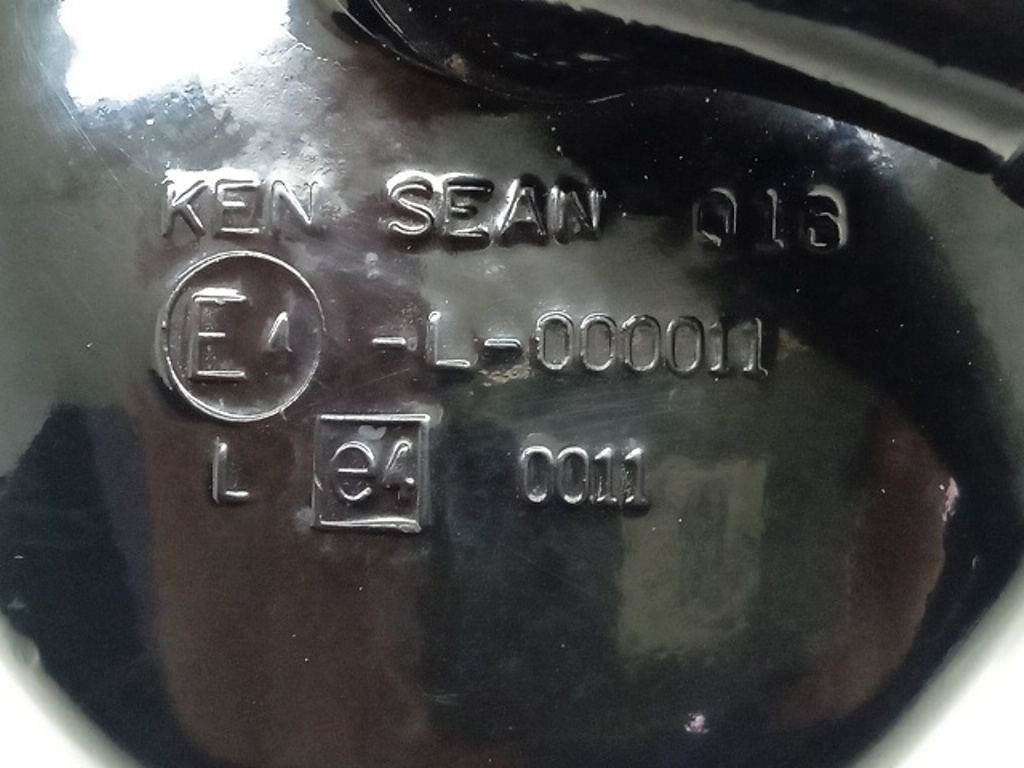 KEN SEAN Q16
E4 -L-000011
L e4 0011